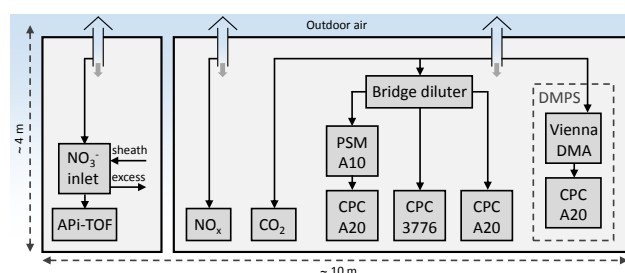 Outdoor air
~ 4 m
Bridge diluter
DMPS
PSM
A10
Vienna
DMA
NO₃⁻
inlet
sheath
excess
APi-TOF
NOₓ
CO₂
CPC
A20
CPC
3776
CPC
A20
CPC
A20
~ 10 m